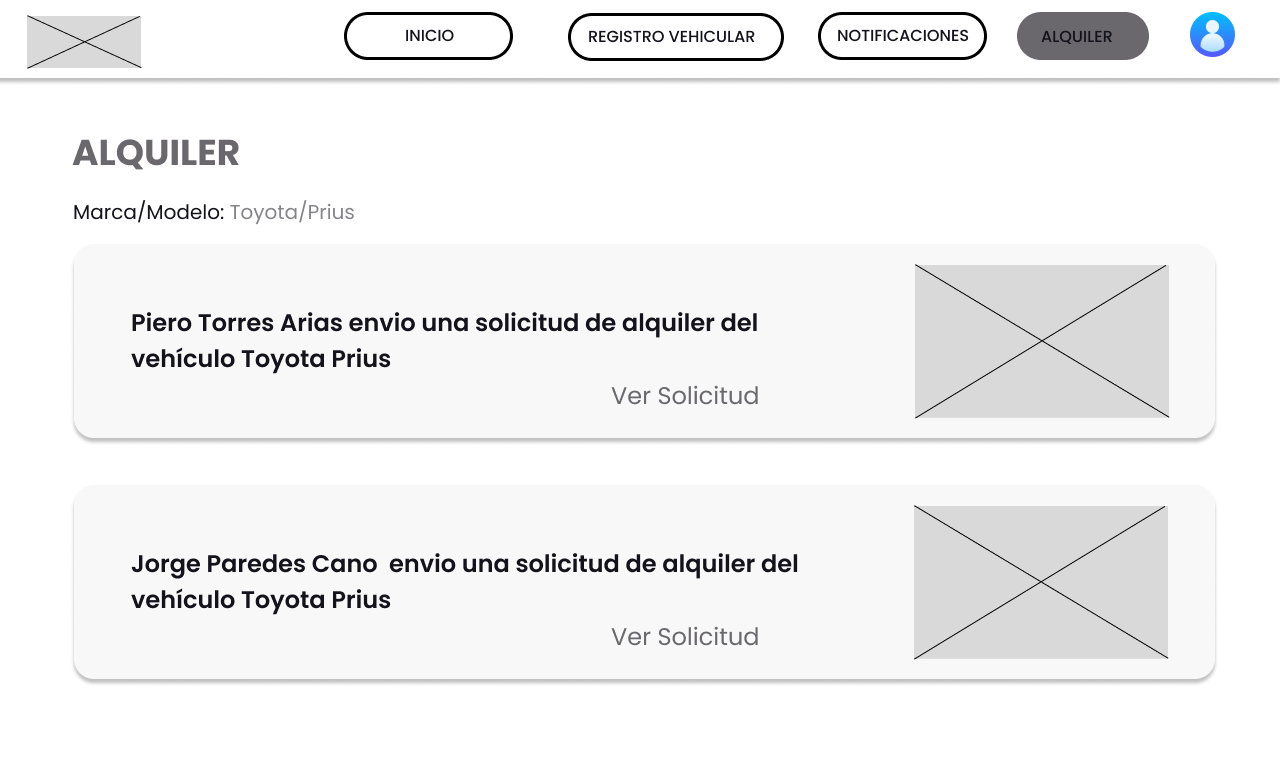 INICIO
REGISTRO VEHICULAR
NOTIFICACIONES
ALQUILER
ALQUILER
Marca/Modelo: Toyota/Prius
Piero Torres Arias envio una solicitud de alquiler del
vehículo Toyota Prius
Ver Solicitud
Jorge Paredes Cano  envio una solicitud de alquiler del
vehículo Toyota Prius
Ver Solicitud